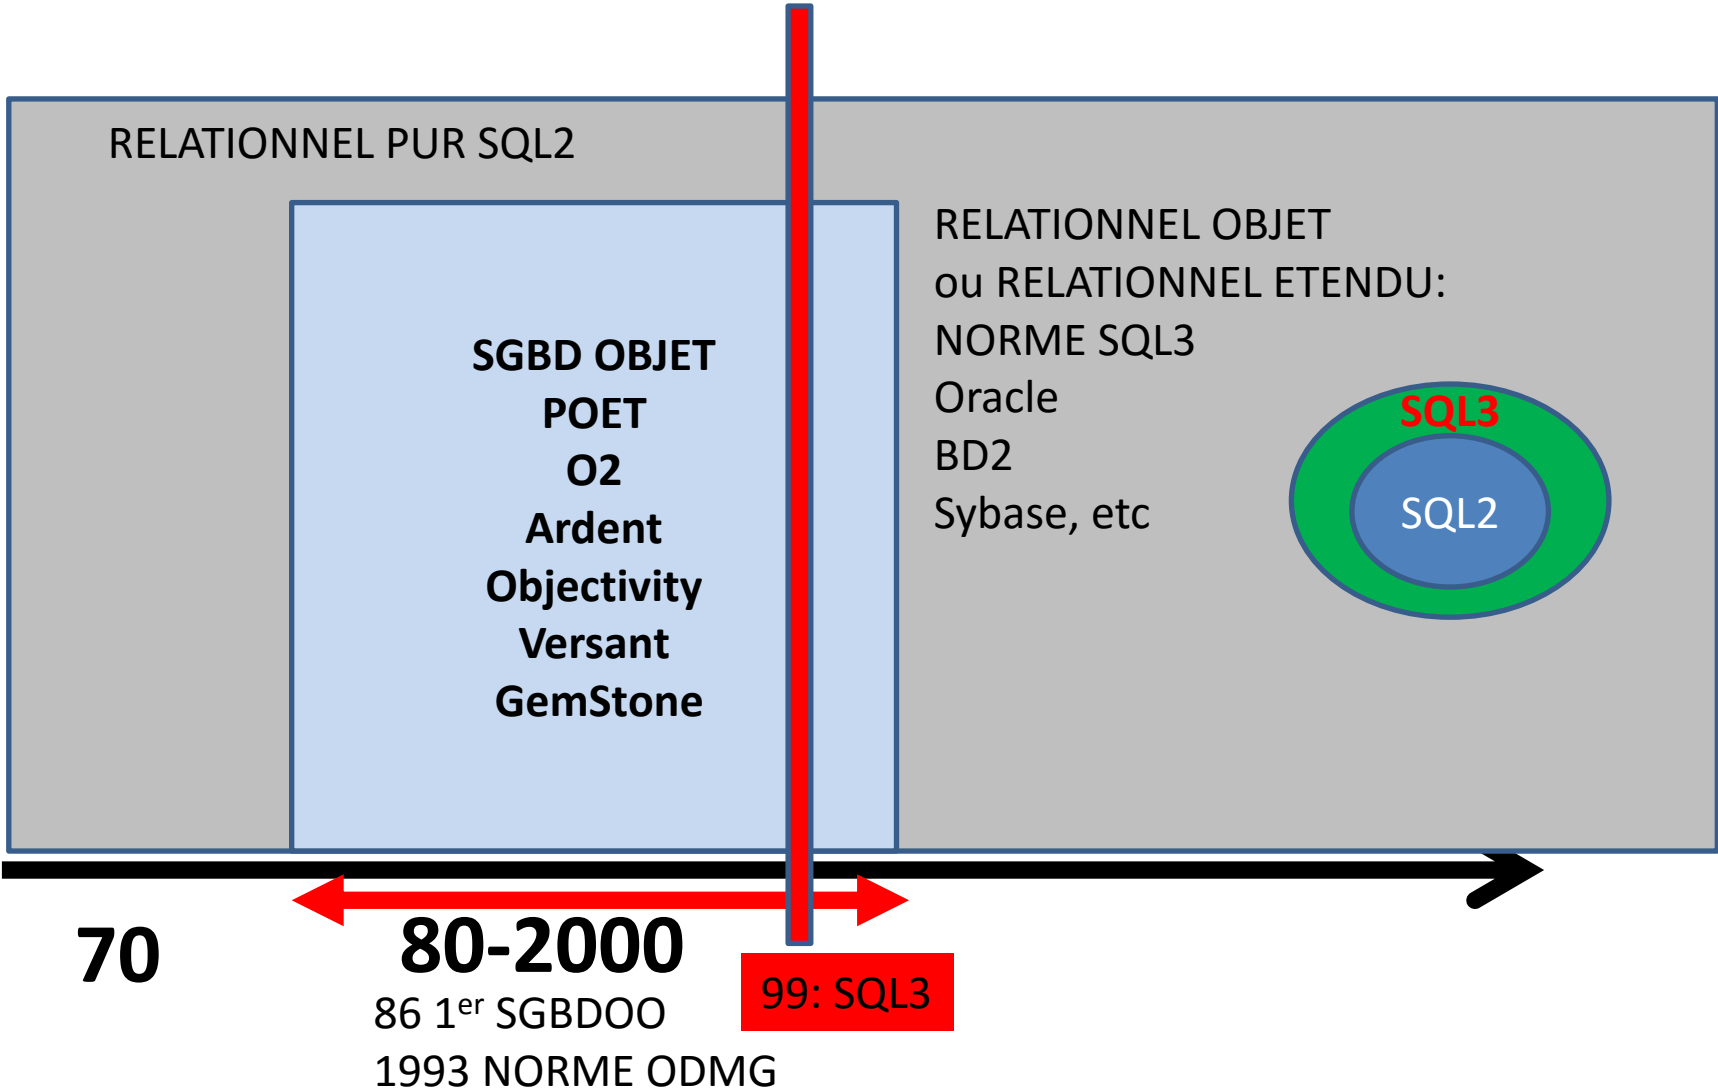 RELATIONNEL PUR SQL2
SGBD OBJET
POET
O2
Ardent
Objectivity
Versant
GemStone
RELATIONNEL OBJET
ou RELATIONNEL ETENDU:
NORME SQL3
Oracle
BD2
Sybase, etc
SQL3
SQL2
70
80-2000
86 1er SGBDOO
1993 NORME ODMG
99: SQL3